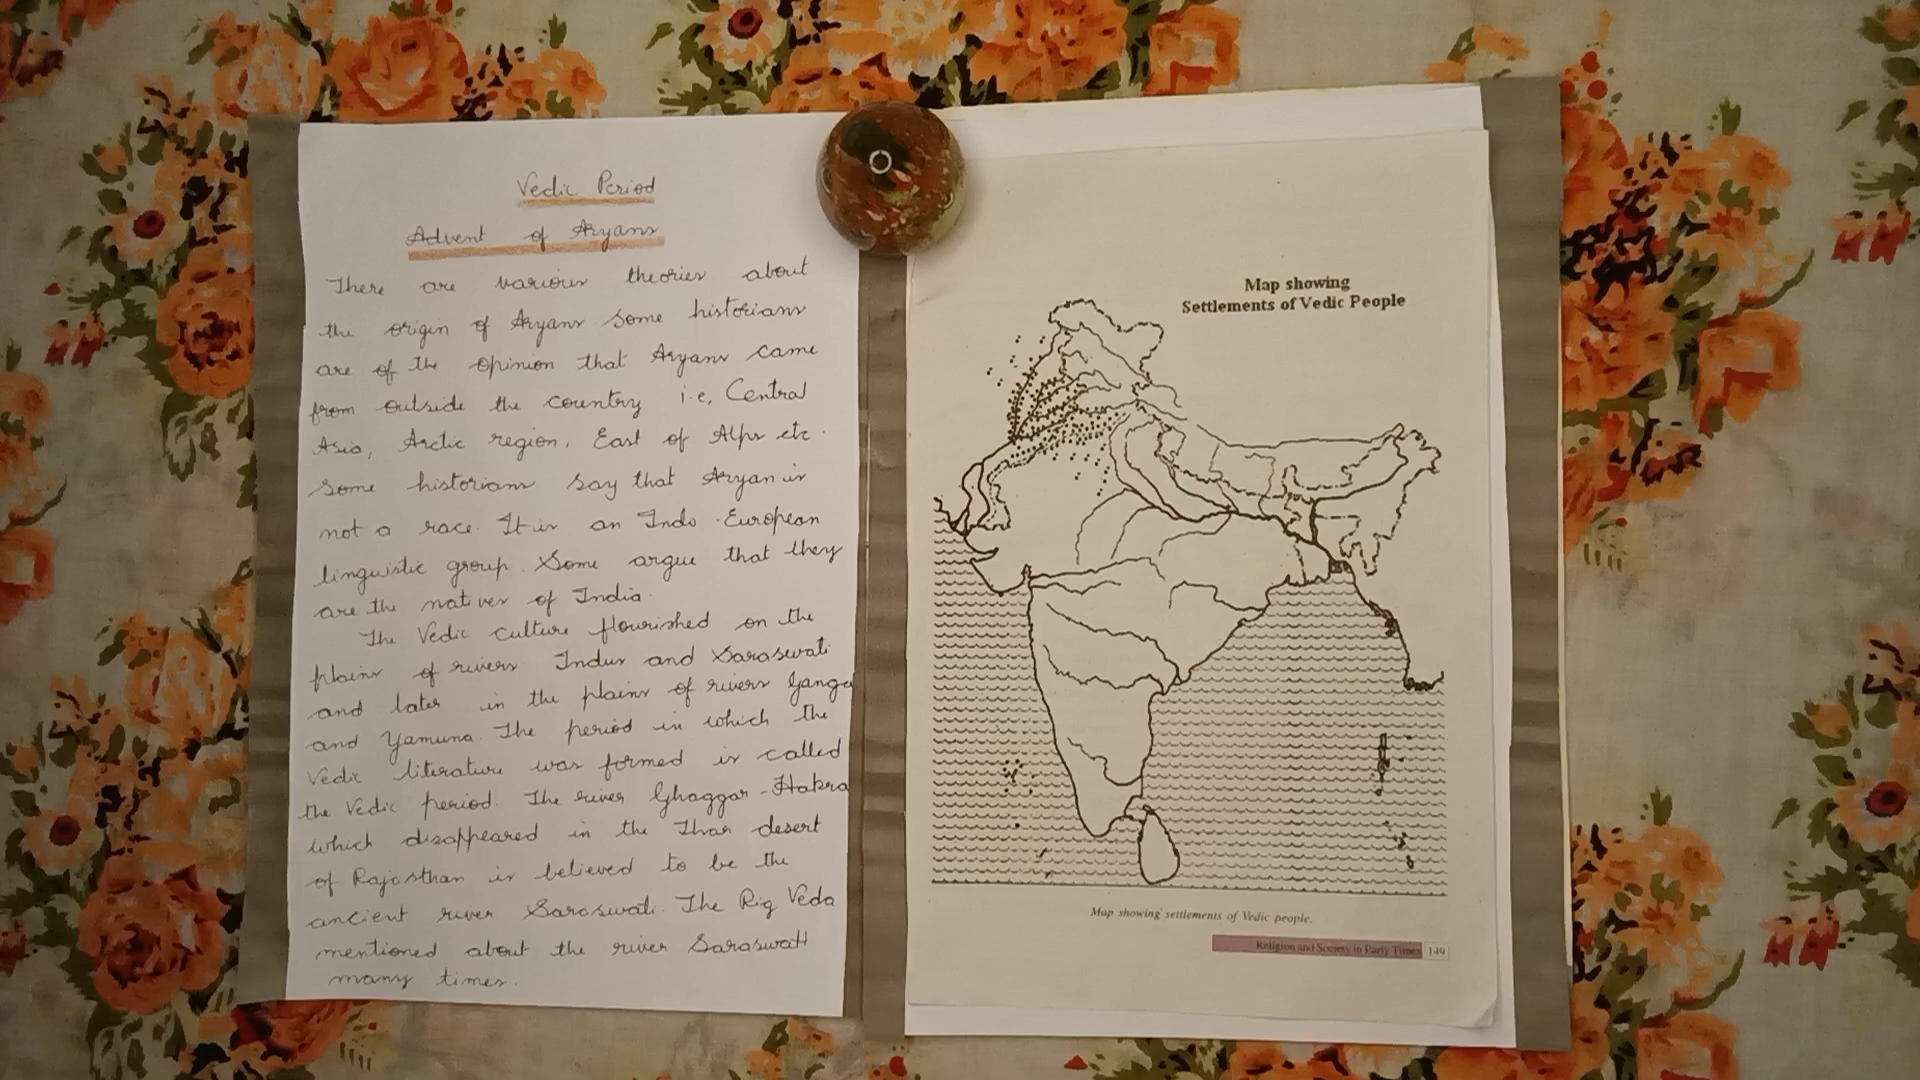 Vedic Period
Advent of Aryans
There are various theories about
the origin of Aryans some historians
are of the opinion that Aryans came
from outside the country i.e, Central
Asia, Arctic region, East of Alps etc.
Some historians say that Aryan is
not a race. It is an Indo-European
linguistic group. Some argue that they
are the natives of India.
The Vedic culture flourished on the
plains of rivers Indus and Saraswati
and later in the plains of rivers Ganga
and Yamuna. The period in which the
Vedic literature was formed is called
the Vedic period. The river Ghaggar-Hakra
which disappeared in the Thar desert
of Rajasthan is believed to be the
ancient river Saraswati. The Rig Veda
mentioned about the river Saraswati
many times.
Map showing
Settlements of Vedic People
Map showing settlements of Vedic people.
Religion and Society in Early Times 149